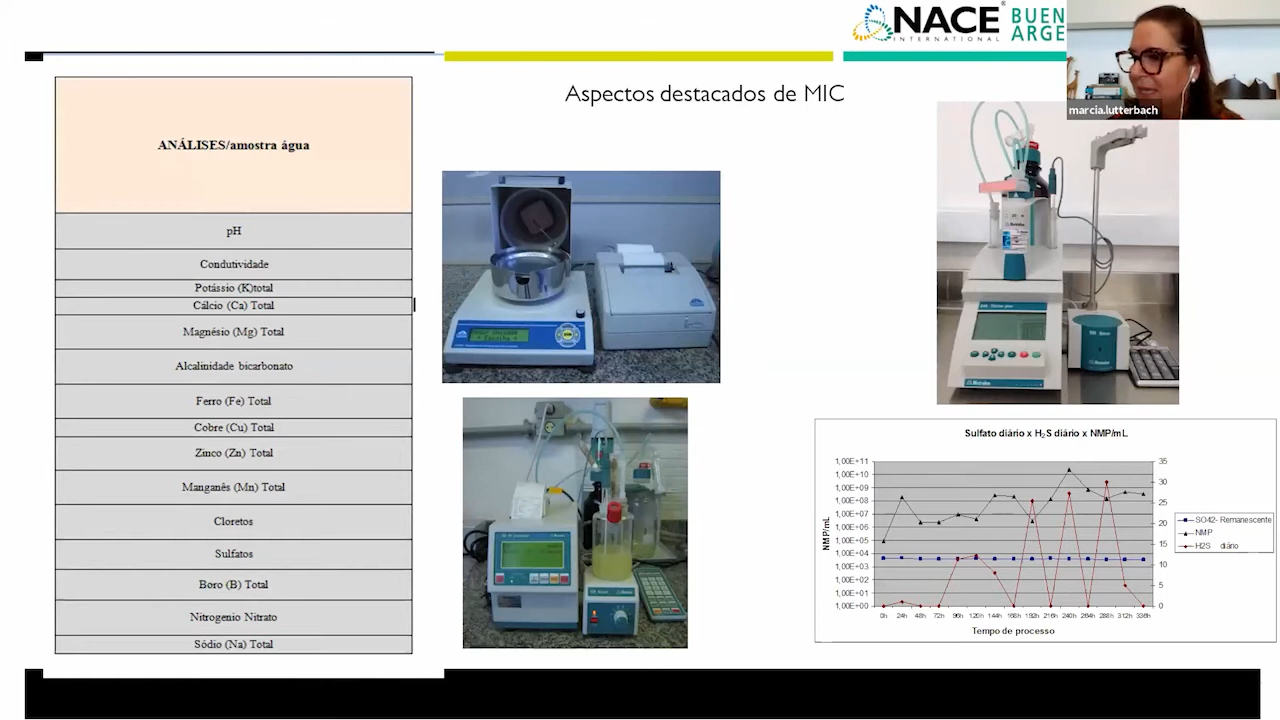 NACE
INTERNATIONAL
BUEN
ARGE
marcia.lutterbach
Aspectos destacados de MIC
ANÁLISES/amostra água
pH
Condutividade
Potássio (K)total
Cálcio (Ca) Total
Magnésio (Mg) Total
Alcalinidade bicarbonato
Ferro (Fe) Total
Cobre (Cu) Total
Zinco (Zn) Total
Manganês (Mn) Total
Cloretos
Sulfatos
Boro (B) Total
Nitrogenio Nitrato
Sódio (Na) Total
Sulfato diário x H2S diário x NMP/mL
1,00E+11
1,00E+10
1,00E+09
1,00E+08
1,00E+07
1,00E+06
1,00E+05
1,00E+04
1,00E+03
1,00E+02
1,00E+01
1,00E+00
NMP/mL
35
30
25
20
15
10
5
0
0h 24h 48h 72h 96h 120h 144h 168h 192h 216h 240h 264h 288h 312h 336h
Tempo de processo
SO42- Remanescente
NMP
H2S diário